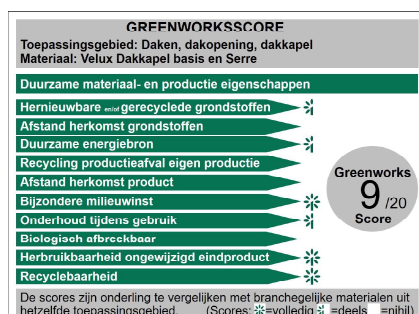 GREENWORKSSCORE
Toepassingsgebied: Daken, dakopening, dakkapel
Materiaal: Velux Dakkapel basis en Serre
Duurzame materiaal- en productie eigenschappen
Hernieuwbare en/of gerecyclede grondstoffen
Afstand herkomst grondstoffen
Duurzame energiebron
Recycling productieafval eigen productie
Afstand herkomst product
Bijzondere milieuwinst
Onderhoud tijdens gebruik
Biologisch afbreekbaar
Herbruikbaarheid ongewijzigd eindproduct
Recyclebaarheid
Greenworks
9 /20
Score
De scores zijn onderling te vergelijken met branchegelijke materialen uit
hetzelfde toepassingsgebied. (Scores: =volledig =deels =nihil)